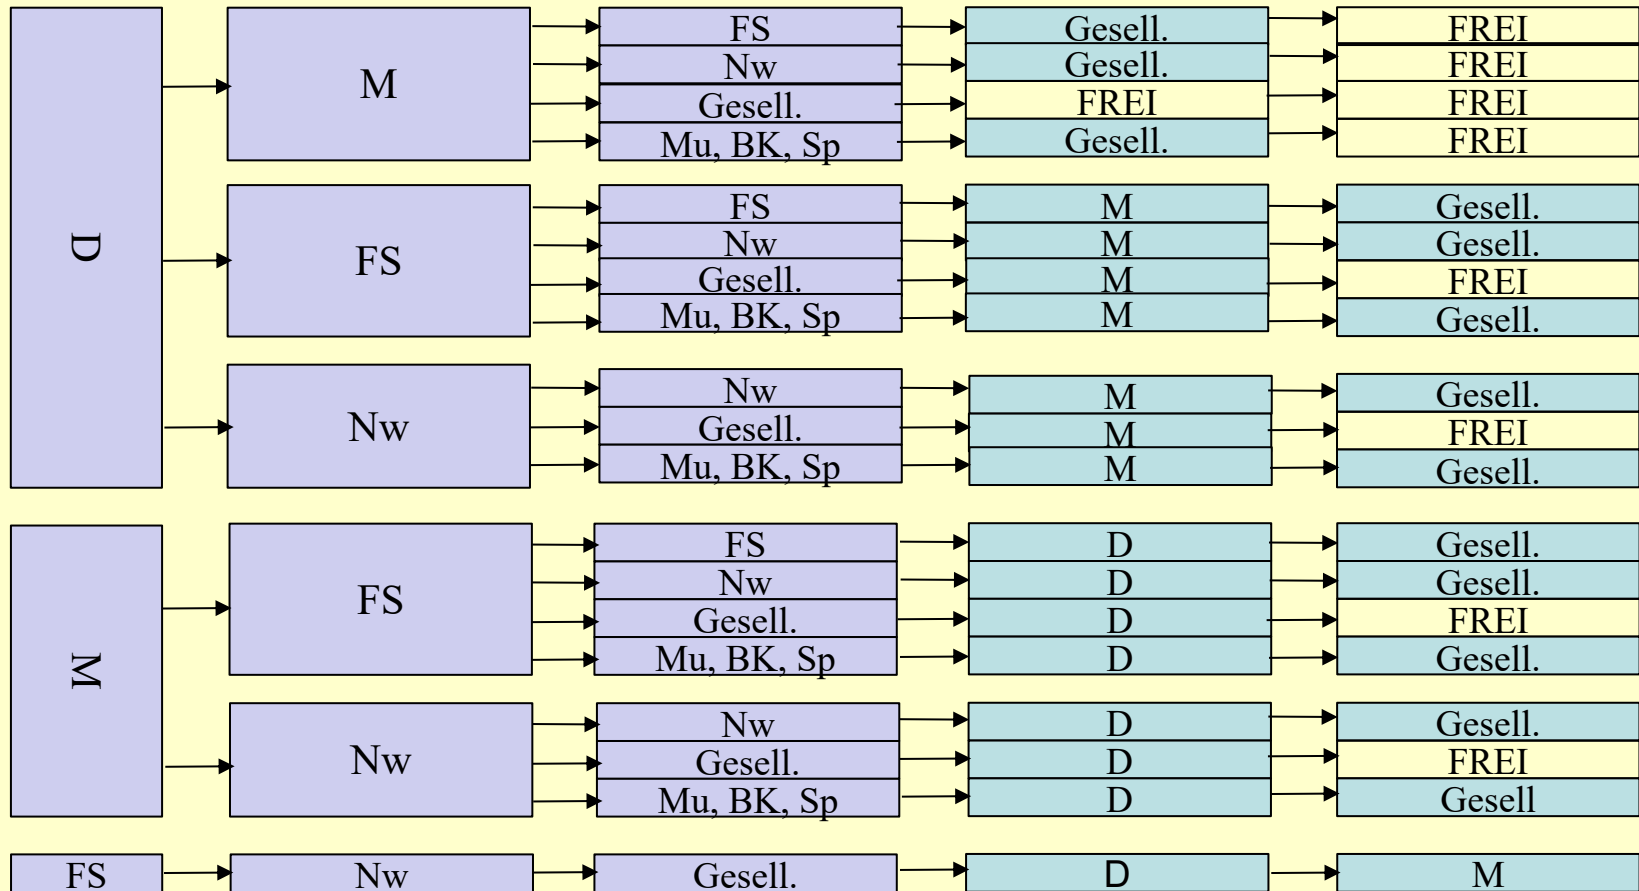 D
M
FS Gesell. FREI
Nw Gesell. FREI
Gesell. FREI FREI
Mu, BK, Sp Gesell. FREI
FS
FS M Gesell.
Nw M Gesell.
Gesell. M FREI
Mu, BK, Sp M Gesell.
Nw
Nw M Gesell.
Gesell. M FREI
Mu, BK, Sp M Gesell.
M
FS
FS D Gesell.
Nw D Gesell.
Gesell. D FREI
Mu, BK, Sp D Gesell.
Nw
Nw D Gesell.
Gesell. D FREI
Mu, BK, Sp D Gesell
FS Nw Gesell. D M